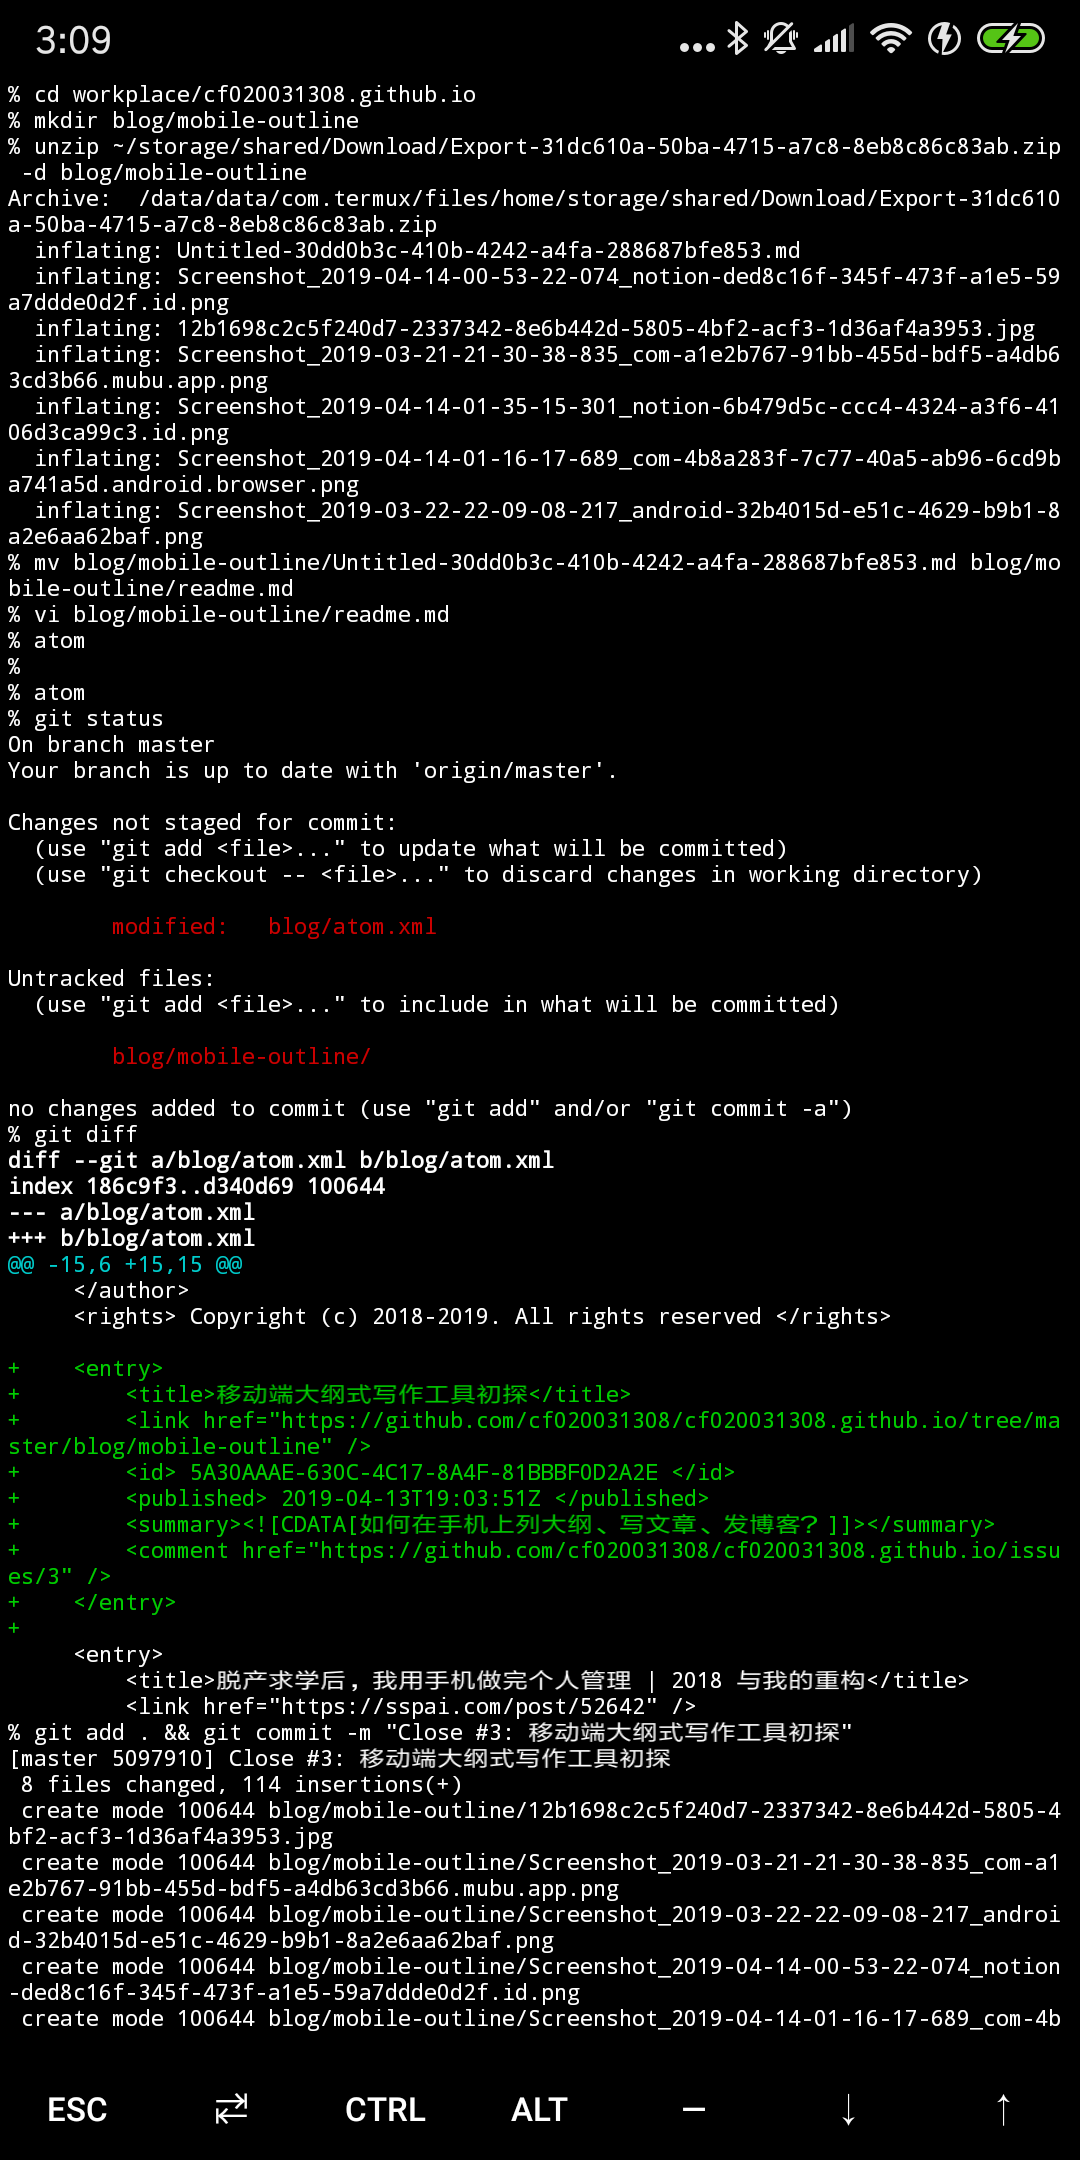 3:09
% cd workplace/cf020031308.github.io
% mkdir blog/mobile-outline
% unzip ~/storage/shared/Download/Export-31dc610a-50ba-4715-a7c8-8eb8c86c83ab.zip
 -d blog/mobile-outline
Archive:  /data/data/com.termux/files/home/storage/shared/Download/Export-31dc610
a-50ba-4715-a7c8-8eb8c86c83ab.zip
  inflating: Untitled-30dd0b3c-410b-4242-a4fa-288687bfe853.md
  inflating: Screenshot_2019-04-14-00-53-22-074_notion-ded8c16f-345f-473f-a1e5-59
a7ddde0d2f.id.png
  inflating: 12b1698c2c5f240d7-2337342-8e6b442d-5805-4bf2-acf3-1d36af4a3953.jpg
  inflating: Screenshot_2019-03-21-21-30-38-835_com-a1e2b767-91bb-455d-bdf5-a4db6
3cd3b66.mubu.app.png
  inflating: Screenshot_2019-04-14-01-35-15-301_notion-6b479d5c-ccc4-4324-a3f6-41
06d3ca99c3.id.png
  inflating: Screenshot_2019-04-14-01-16-17-689_com-4b8a283f-7c77-40a5-ab96-6cd9b
a741a5d.android.browser.png
  inflating: Screenshot_2019-03-22-22-09-08-217_android-32b4015d-e51c-4629-b9b1-8
a2e6aa62baf.png
% mv blog/mobile-outline/Untitled-30dd0b3c-410b-4242-a4fa-288687bfe853.md blog/mo
bile-outline/readme.md
% vi blog/mobile-outline/readme.md
% atom
%
% atom
% git status
On branch master
Your branch is up to date with 'origin/master'.
Changes not staged for commit:
  (use "git add <file>..." to update what will be committed)
  (use "git checkout -- <file>..." to discard changes in working directory)
        modified:   blog/atom.xml
Untracked files:
  (use "git add <file>..." to include in what will be committed)
        blog/mobile-outline/
no changes added to commit (use "git add" and/or "git commit -a")
% git diff
diff --git a/blog/atom.xml b/blog/atom.xml
index 186c9f3..d340d69 100644
--- a/blog/atom.xml
+++ b/blog/atom.xml
@@ -15,6 +15,15 @@
     </author>
     <rights> Copyright (c) 2018-2019. All rights reserved </rights>
+    <entry>
+        <title>移动端大纲式写作工具初探</title>
+        <link href="https://github.com/cf020031308/cf020031308.github.io/tree/ma
ster/blog/mobile-outline" />
+        <id> 5A30AAAE-630C-4C17-8A4F-81BBBF0D2A2E </id>
+        <published> 2019-04-13T19:03:51Z </published>
+        <summary><![CDATA[如何在手机上列大纲、写文章、发博客？]]></summary>
+        <comment href="https://github.com/cf020031308/cf020031308.github.io/issu
es/3" />
+    </entry>
+
     <entry>
         <title>脱产求学后，我用手机做完个人管理 | 2018 与我的重构</title>
         <link href="https://sspai.com/post/52642" />
% git add . && git commit -m "Close #3: 移动端大纲式写作工具初探"
[master 5097910] Close #3: 移动端大纲式写作工具初探
 8 files changed, 114 insertions(+)
 create mode 100644 blog/mobile-outline/12b1698c2c5f240d7-2337342-8e6b442d-5805-4
bf2-acf3-1d36af4a3953.jpg
 create mode 100644 blog/mobile-outline/Screenshot_2019-03-21-21-30-38-835_com-a1
e2b767-91bb-455d-bdf5-a4db63cd3b66.mubu.app.png
 create mode 100644 blog/mobile-outline/Screenshot_2019-03-22-22-09-08-217_androi
d-32b4015d-e51c-4629-b9b1-8a2e6aa62baf.png
 create mode 100644 blog/mobile-outline/Screenshot_2019-04-14-00-53-22-074_notion
-ded8c16f-345f-473f-a1e5-59a7ddde0d2f.id.png
 create mode 100644 blog/mobile-outline/Screenshot_2019-04-14-01-16-17-689_com-4b
ESC ⇄ CTRL ALT — ↓ ↑